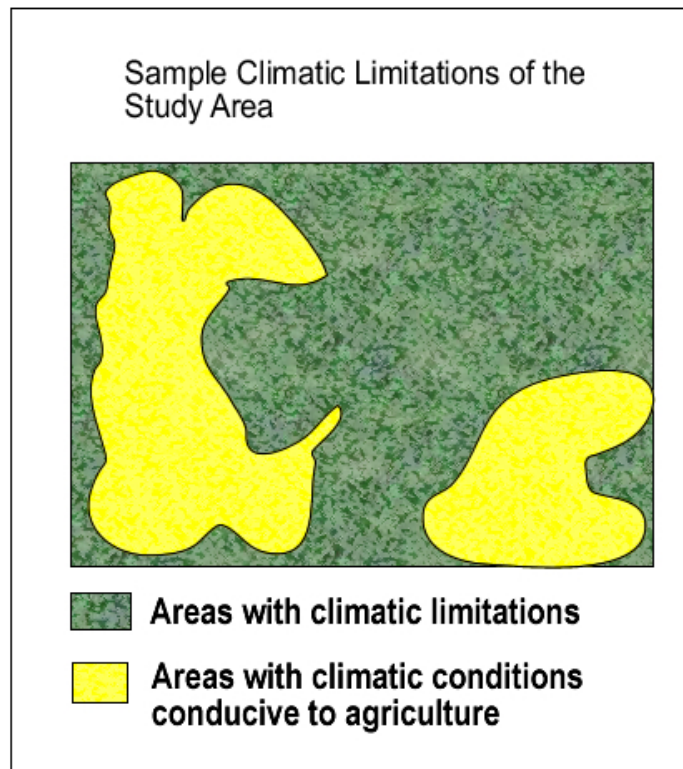 Sample Climatic Limitations of the
Study Area
Areas with climatic limitations
Areas with climatic conditions
conducive to agriculture